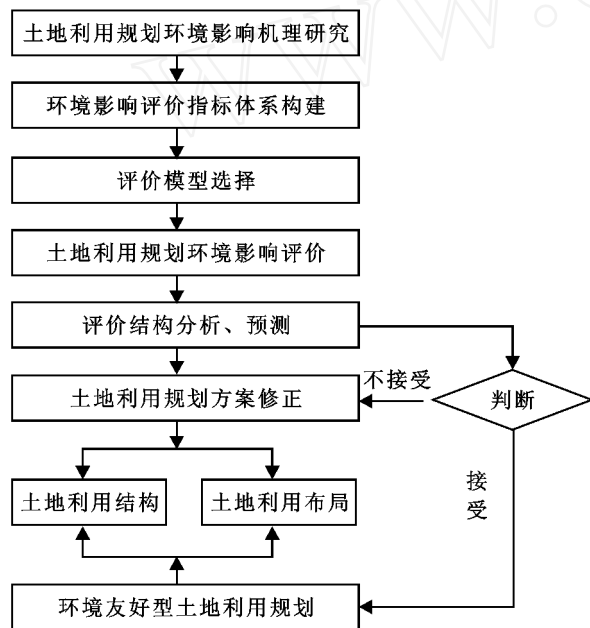 土地利用规划环境影响机理研究
环境影响评价指标体系构建
评价模型选择
土地利用规划环境影响评价
评价结构分析、预测
不接受
土地利用规划方案修正
判断
土地利用结构
土地利用布局
接
受
环境友好型土地利用规划
www.